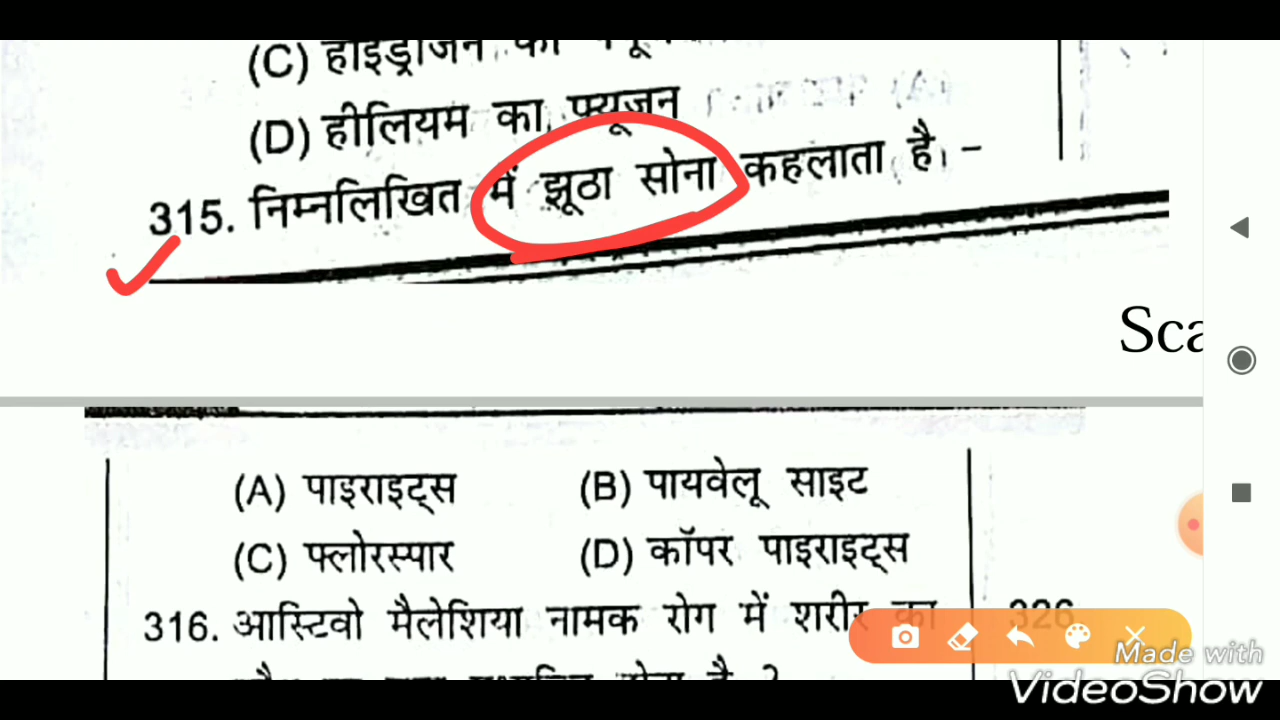 (C) हाइड्रोजन का
(D) हीलियम का फ्यूजन
315. निम्नलिखित में झूठा सोना कहलाता है -
Sca
(A) पाइराइट्स (B) पायवेलू साइट
(C) फ्लोरस्पार (D) कॉपर पाइराइट्स
316. आस्टिवो मैलेशिया नामक रोग में शरीर का
326
Made with
VideoShow